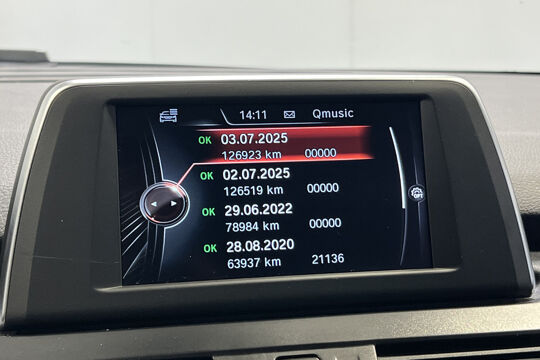 14:11 Qmusic
OK 03.07.2025
126923 km 00000
OK 02.07.2025
126519 km 00000
OK 29.06.2022
78984 km 00000
OK 28.08.2020
63937 km 21136
OPT